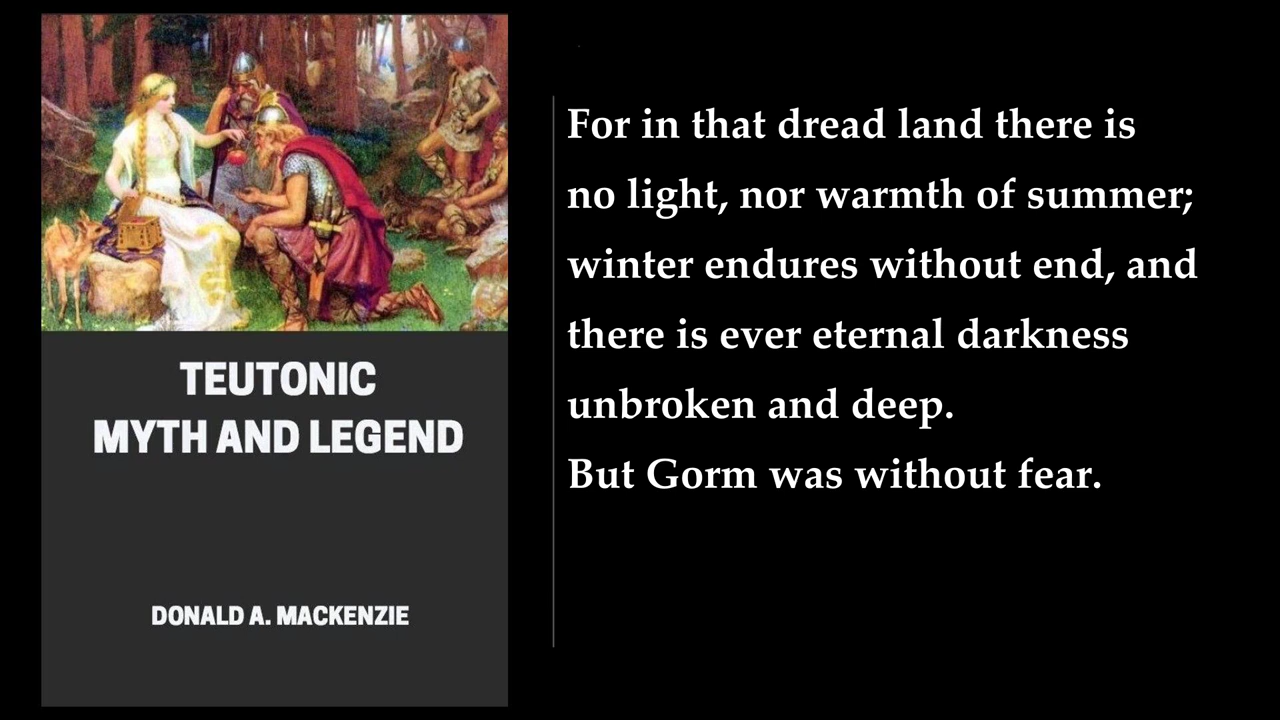 TEUTONIC
MYTH AND LEGEND
DONALD A. MACKENZIE
For in that dread land there is
no light, nor warmth of summer;
winter endures without end, and
there is ever eternal darkness
unbroken and deep.
But Gorm was without fear.